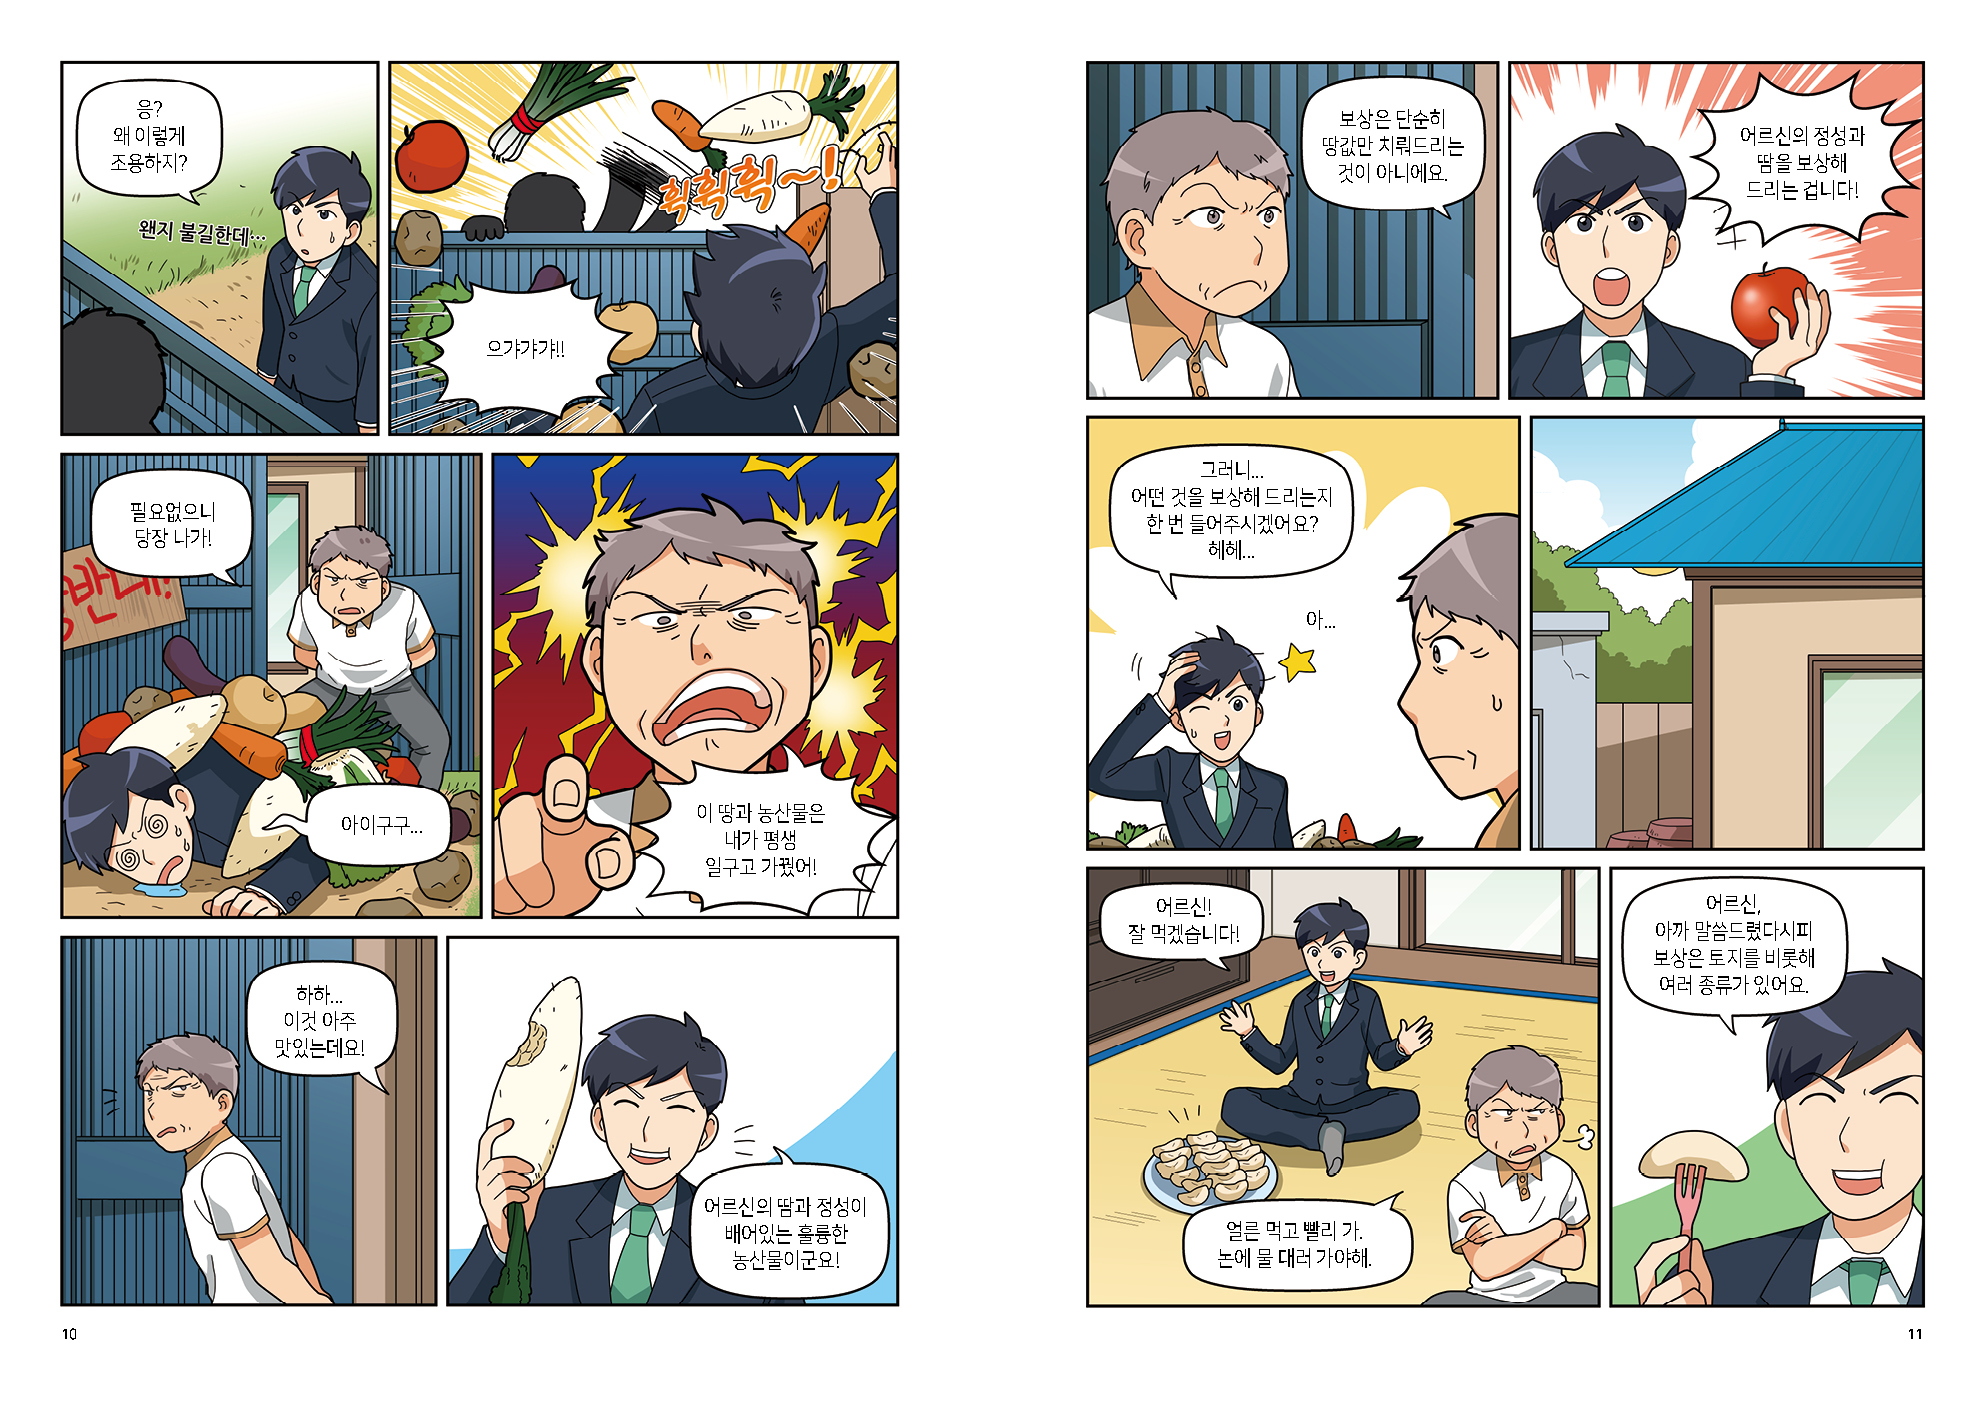 응?
왜 이렇게
조용하지?
왠지 불길한데...
휙휙휙~!
으갸갸갸!!
필요없으니
당장 나가!
반대!
아이구구...
이 땅과 농산물은
내가 평생
일구고 가꿨어!
하하...
이것 아주
맛있는데요!
어르신의 땀과 정성이
배어있는 훌륭한
농산물이군요!
10
보상은 단순히
땅값만 치뤄드리는
것이 아니에요.
어르신의 정성과
땀을 보상해
드리는 겁니다!
그러니...
어떤 것을 보상해 드리는지
한 번 들어주시겠어요?
헤헤...
아...
어르신!
잘 먹겠습니다!
얼른 먹고 빨리 가.
논에 물 대러 가야해.
어르신,
아까 말씀드렸다시피
보상은 토지를 비롯해
여러 종류가 있어요.
11